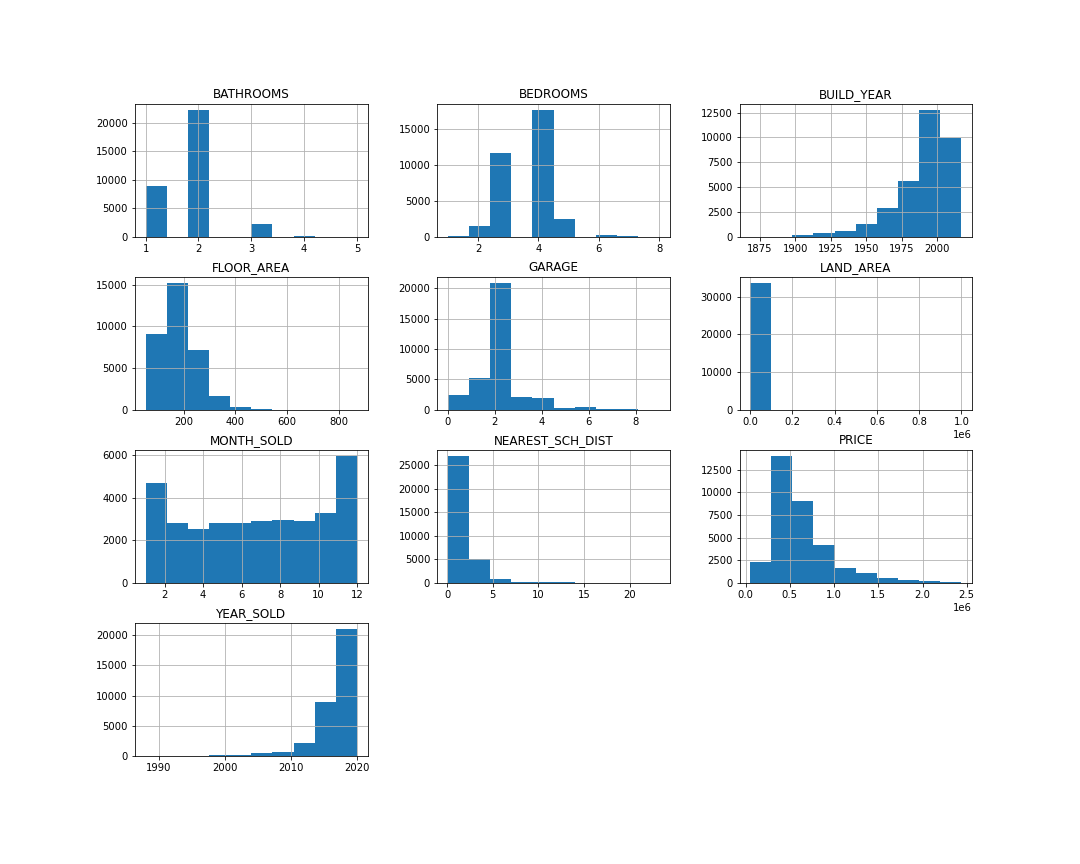 BATHROOMS
20000
15000
10000
5000
0
1 2 3 4 5
BEDROOMS
15000
10000
5000
0
2 4 6 8
BUILD_YEAR
12500
10000
7500
5000
2500
0
1875 1900 1925 1950 1975 2000
FLOOR_AREA
15000
10000
5000
0
200 400 600 800
GARAGE
20000
15000
10000
5000
0
0 2 4 6 8
LAND_AREA
30000
20000
10000
0
0.0 0.2 0.4 0.6 0.8 1.0
1e6
MONTH_SOLD
6000
4000
2000
0
2 4 6 8 10 12
NEAREST_SCH_DIST
25000
20000
15000
10000
5000
0
0 5 10 15 20
PRICE
12500
10000
7500
5000
2500
0
0.0 0.5 1.0 1.5 2.0 2.5
1e6
YEAR_SOLD
20000
15000
10000
5000
0
1990 2000 2010 2020